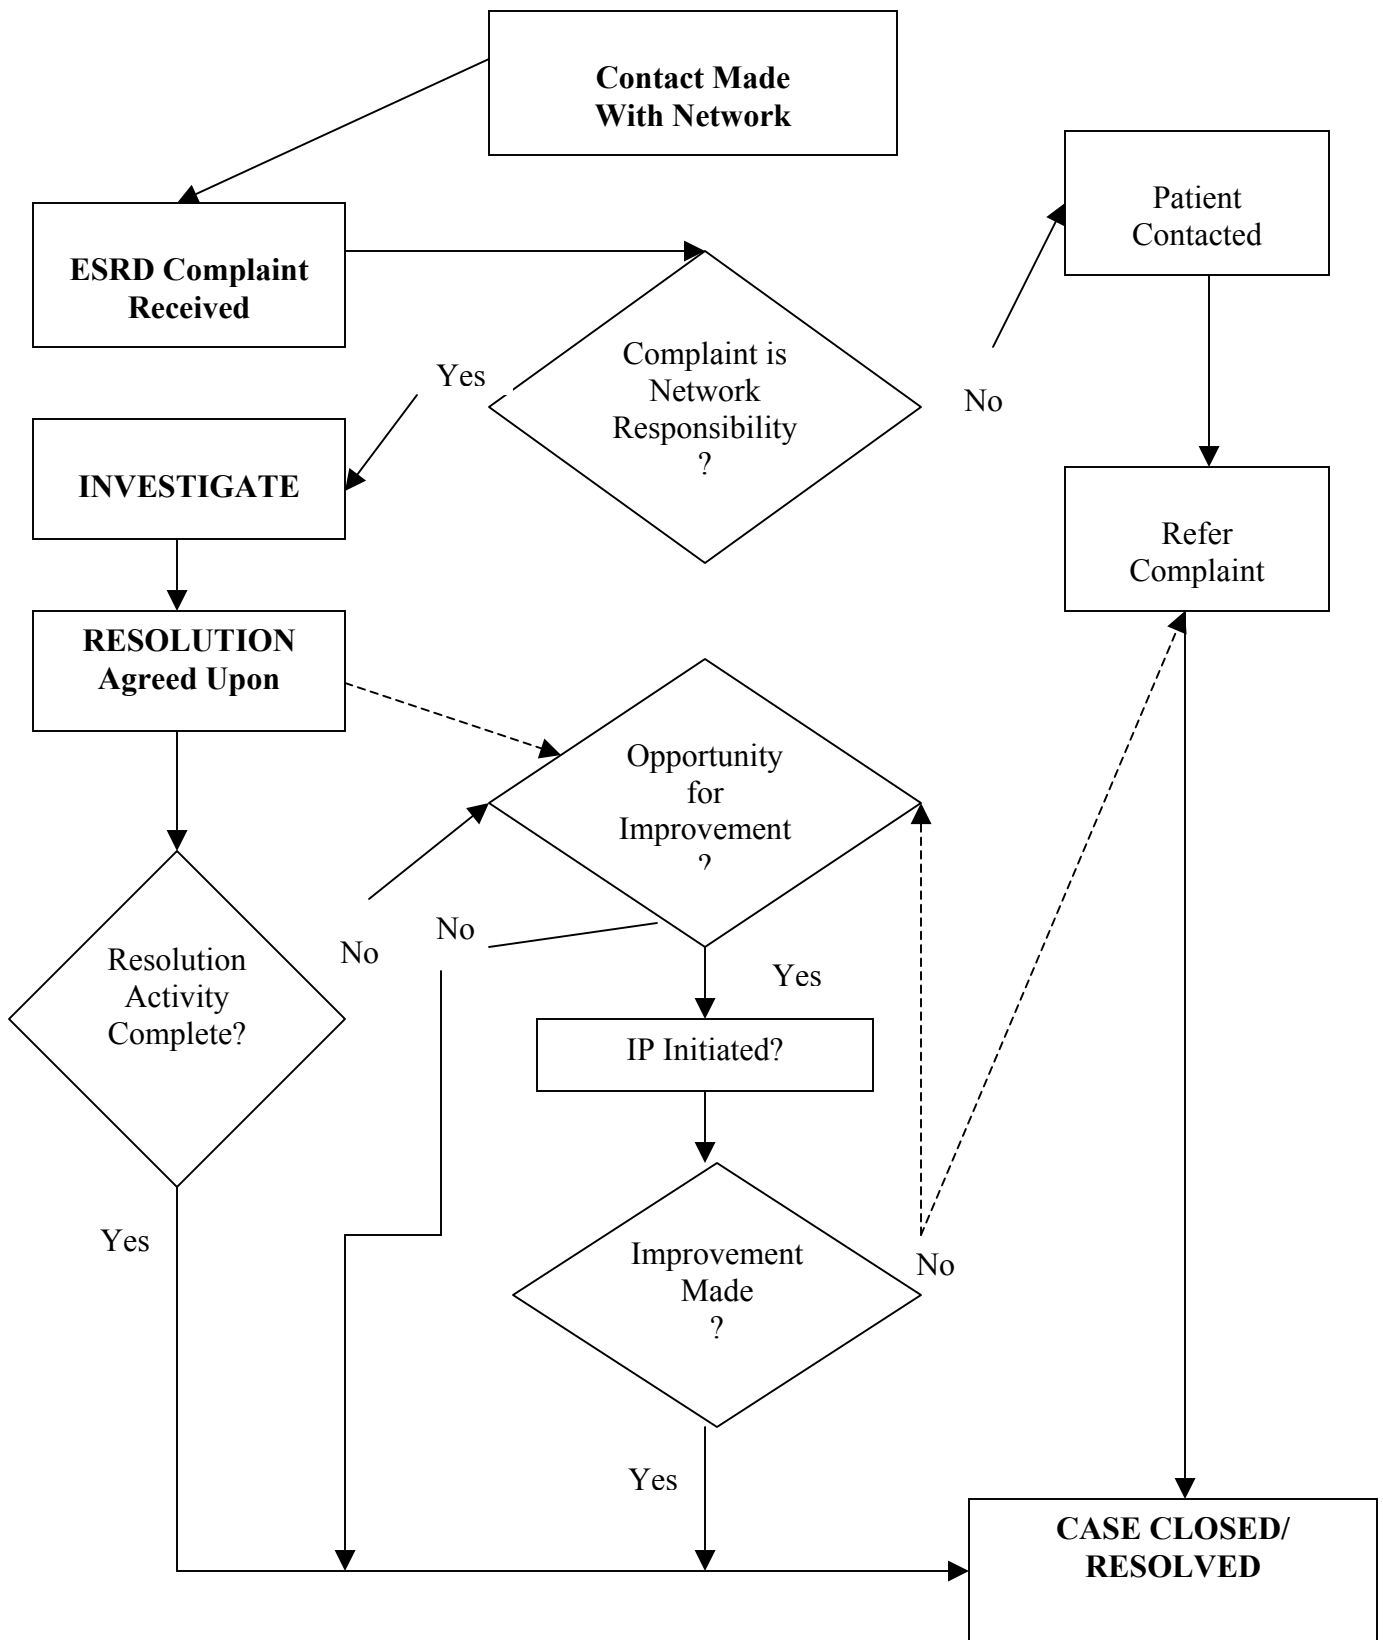 Contact Made
With Network
Patient
Contacted
ESRD Complaint
Received
Complaint is
Network
Responsibility
?
Yes
No
INVESTIGATE
Refer
Complaint
RESOLUTION
Agreed Upon
Opportunity
for
Improvement
?
No
No
Resolution
Activity
Complete?
Yes
IP Initiated?
Yes
Improvement
Made
?
No
Yes
CASE CLOSED/
RESOLVED